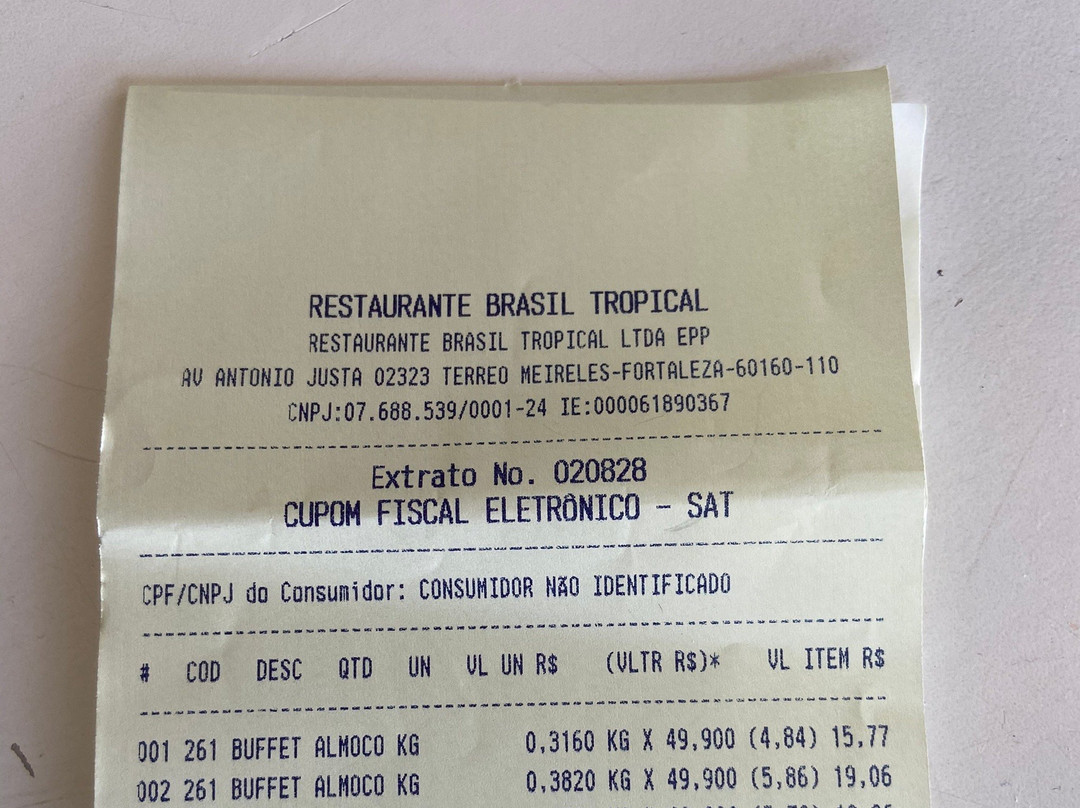 RESTAURANTE BRASIL TROPICAL
RESTAURANTE BRASIL TROPICAL LTDA EPP
AV ANTONIO JUSTA 02323 TERREO MEIRELES-FORTALEZA-60160-110
CNPJ:07.688.539/0001-24 IE:000061890367
Extrato No. 020828
CUPOM FISCAL ELETRÔNICO - SAT
CPF/CNPJ do Consumidor: CONSUMIDOR NÃO IDENTIFICADO
# COD DESC QTD UN VL UN R$ (VLTR R$)* VL ITEM R$
001 261 BUFFET ALMOCO KG 0,3160 KG X 49,900 (4,84) 15,77
002 261 BUFFET ALMOCO KG 0,3820 KG X 49,900 (5,86) 19,06